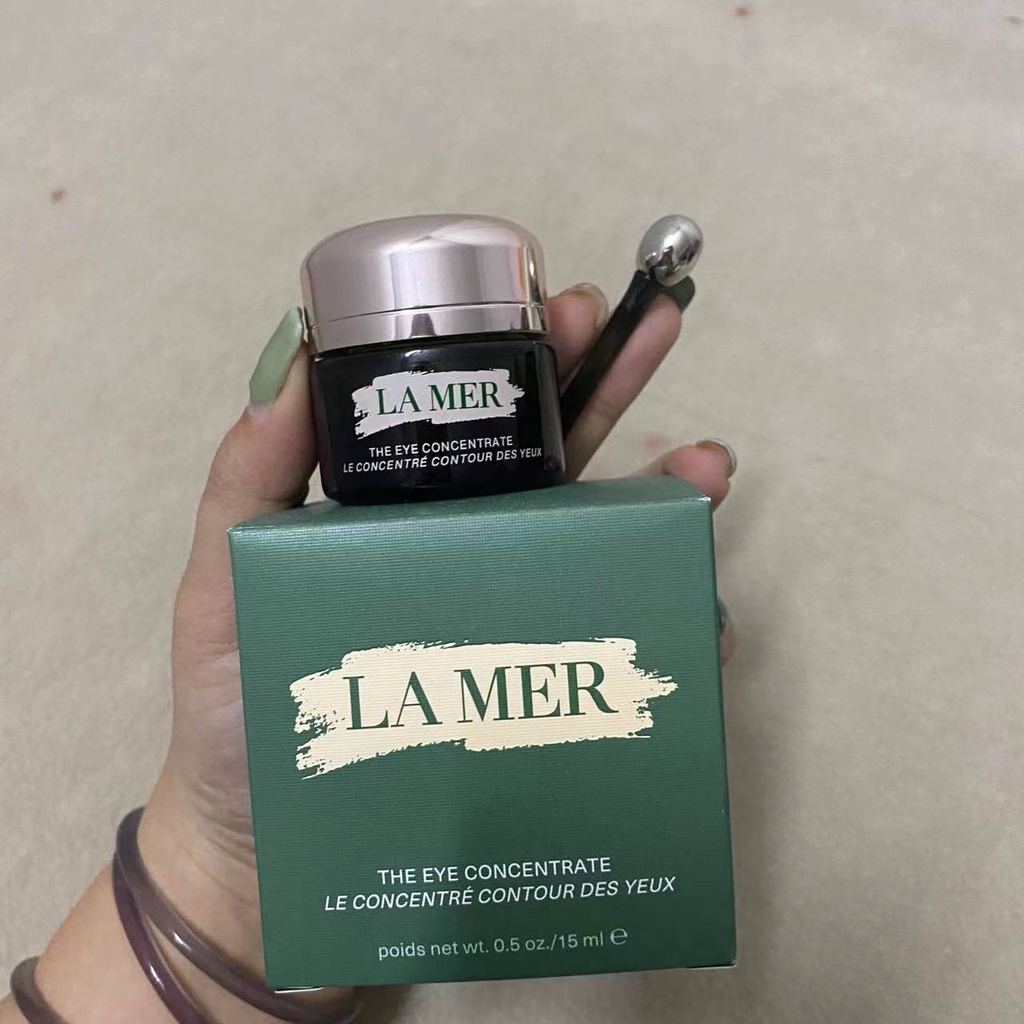 LA MER
THE EYE CONCENTRATE
LE CONCENTRÉ CONTOUR DES YEUX
LA MER
THE EYE CONCENTRATE
LE CONCENTRÉ CONTOUR DES YEUX
poids net wt. 0.5 oz./15 ml ℮